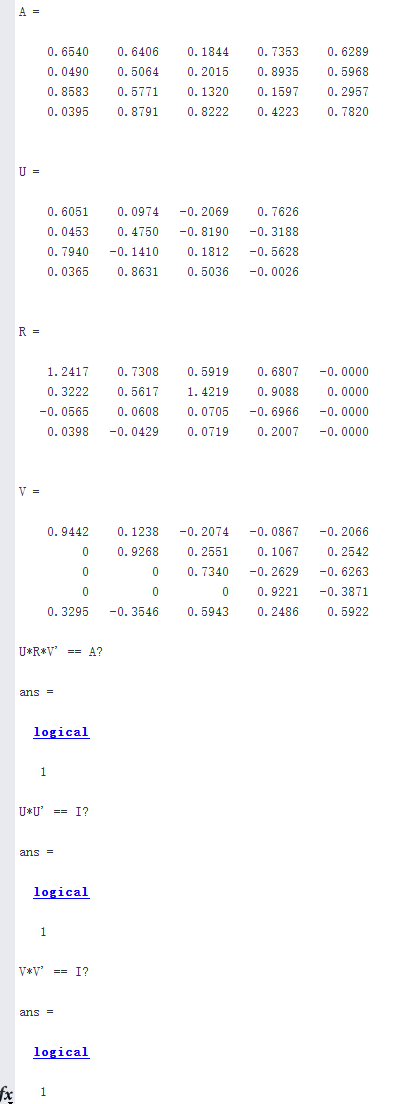 A =
0.6540 0.6406 0.1844 0.7353 0.6289
0.0490 0.5064 0.2015 0.8935 0.5968
0.8583 0.5771 0.1320 0.1597 0.2957
0.0395 0.8791 0.8222 0.4223 0.7820
U =
0.6051 0.0974 -0.2069 0.7626
0.0453 0.4750 -0.8190 -0.3188
0.7940 -0.1410 0.1812 -0.5628
0.0365 0.8631 0.5036 -0.0026
R =
1.2417 0.7308 0.5919 0.6807 -0.0000
0.3222 0.5617 1.4219 0.9088 0.0000
-0.0565 0.0608 0.0705 -0.6966 -0.0000
0.0398 -0.0429 0.0719 0.2007 -0.0000
V =
0.9442 0.1238 -0.2074 -0.0867 -0.2066
0 0.9268 0.2551 0.1067 0.2542
0 0 0.7340 -0.2629 -0.6263
0 0 0 0.9221 -0.3871
0.3295 -0.3546 0.5943 0.2486 0.5922
U*R*V' == A?
ans =
logical
1
U*U' == I?
ans =
logical
1
V*V' == I?
ans =
logical
fx 1